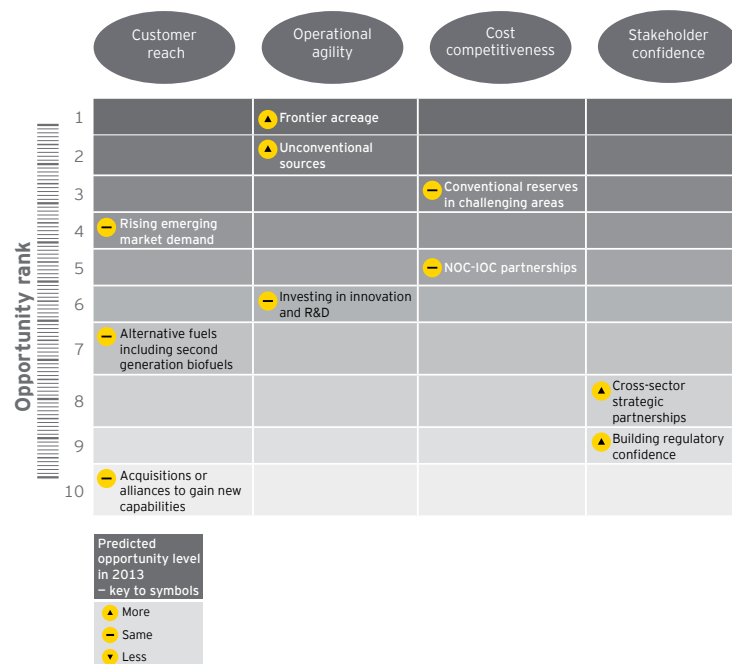 Customer
reach
Operational
agility
Cost
competitiveness
Stakeholder
confidence
Opportunity rank
1
Frontier acreage
2
Unconventional
sources
3
Conventional reserves
in challenging areas
4
Rising emerging
market demand
5
NOC-IOC partnerships
6
Investing in innovation
and R&D
7
Alternative fuels
including second
generation biofuels
8
Cross-sector
strategic
partnerships
9
Building regulatory
confidence
10
Acquisitions or
alliances to gain new
capabilities
Predicted
opportunity level
in 2013
— key to symbols
More
Same
Less